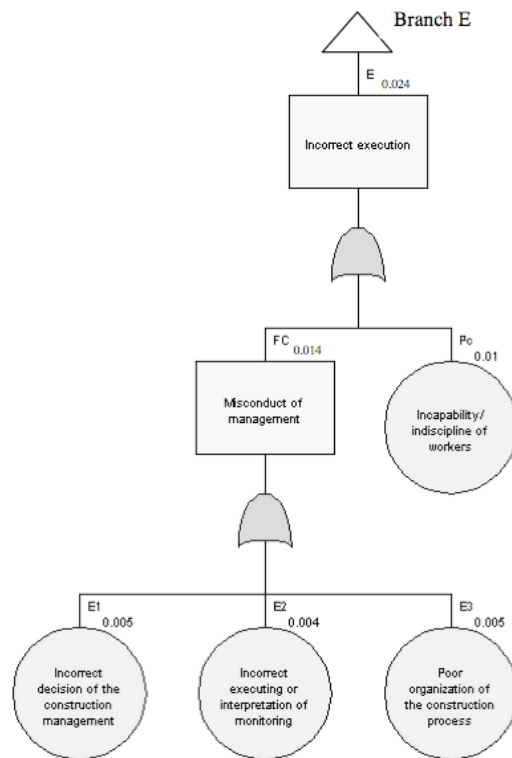 Branch E
E
0.024
Incorrect execution
FC
0.014
Pc
0.01
Misconduct of
management
Incapability/
indiscipline of
workers
E1
0.005
E2
0.004
E3
0.005
Incorrect
decision of the
construction
management
Incorrect
executing or
interpretation of
monitoring
Poor
organization of
the construction
process